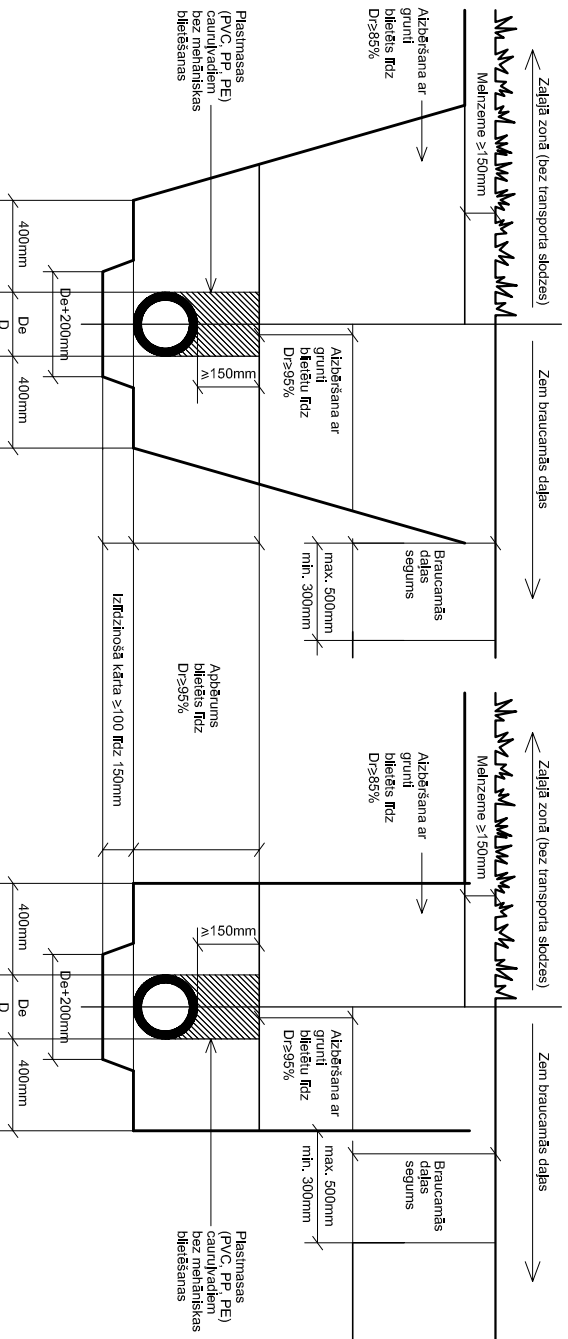 Zaļajā zonā (bez transporta slodzes)
Zem braucamās daļas
Melnzeme ≥150mm
Aizbēršana ar
grunti
blietēts līdz
Dr≥85%
Braucamās
daļas
segums
max. 500mm
min. 300mm
Aizbēršana ar
grunti
blietētu līdz
Dr≥95%
Plastmasas
(PVC, PP, PE)
cauruļvadiem
bez mehāniskas
blietēšanas
≥150mm
De+200mm
400mm
De
400mm
D
Apbērums
blietēts līdz
Dr≥95%
Izlīdzinošā kārta ≥100 līdz 150mm
Zaļajā zonā (bez transporta slodzes)
Zem braucamās daļas
Melnzeme ≥150mm
Aizbēršana ar
grunti
blietēts līdz
Dr≥85%
Braucamās
daļas
segums
max. 500mm
min. 300mm
Aizbēršana ar
grunti
blietētu līdz
Dr≥95%
≥150mm
Plastmasas
(PVC, PP, PE)
cauruļvadiem
bez mehāniskas
blietēšanas
De+200mm
400mm
De
400mm
D